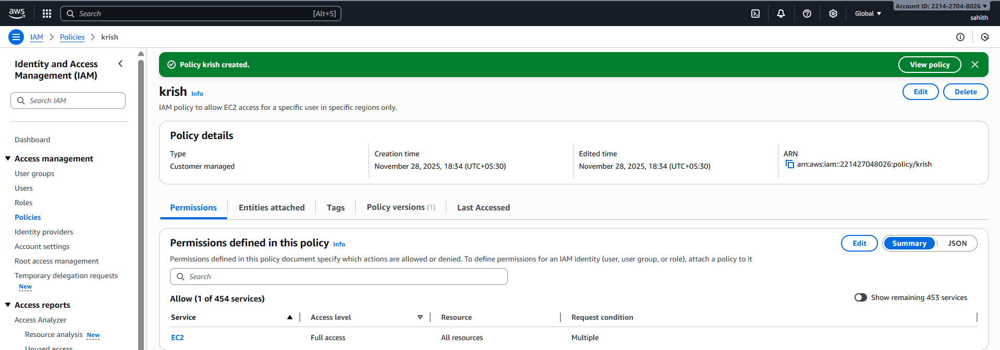 aws
Search [Alt+S]
Global
Account ID: 2214-2704-8026
sahith
IAM
Policies
krish
Identity and Access
Management (IAM)
Search IAM
Dashboard
Access management
User groups
Users
Roles
Policies
Identity providers
Account settings
Root access management
Temporary delegation requests
New
Access reports
Access Analyzer
Resource analysis New
Unused access
Policy krish created.
View policy
krish Info
Edit
Delete
IAM policy to allow EC2 access for a specific user in specific regions only.
Policy details
Type
Customer managed
Creation time
November 28, 2025, 18:34 (UTC+05:30)
Edited time
November 28, 2025, 18:34 (UTC+05:30)
ARN
arn:aws:iam::221427048026:policy/krish
Permissions
Entities attached
Tags
Policy versions (1)
Last Accessed
Permissions defined in this policy Info
Edit
Summary
JSON
Permissions defined in this policy document specify which actions are allowed or denied. To define permissions for an IAM identity (user, user group, or role), attach a policy to it
Search
Allow (1 of 454 services)
Show remaining 453 services
Service Access level Resource Request condition
EC2 Full access All resources Multiple